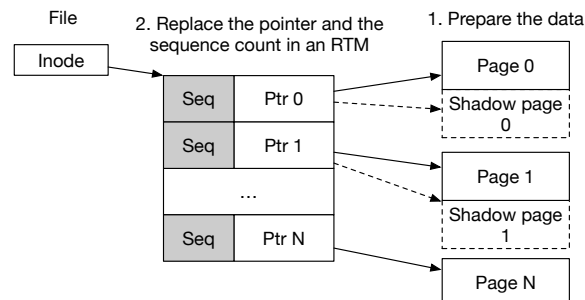 File
Inode
2. Replace the pointer and the
sequence count in an RTM
1. Prepare the data
Seq
Ptr 0
Seq
Ptr 1
...
Seq
Ptr N
Page 0
Shadow page
0
Page 1
Shadow page
1
Page N